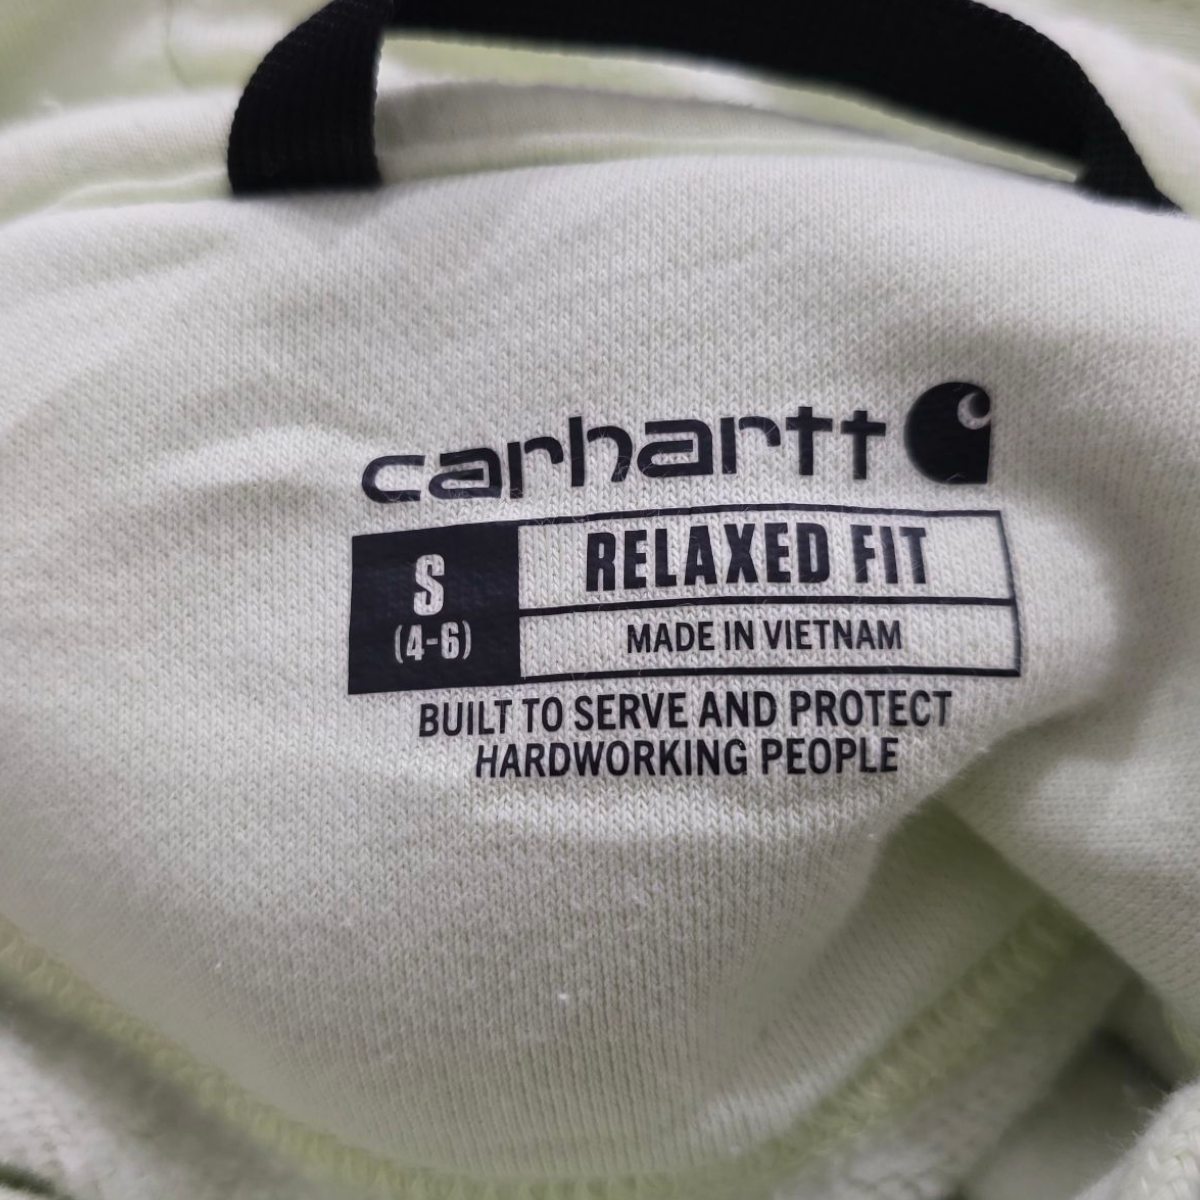 carhartt
S
(4-6)
RELAXED FIT
MADE IN VIETNAM
BUILT TO SERVE AND PROTECT
HARDWORKING PEOPLE